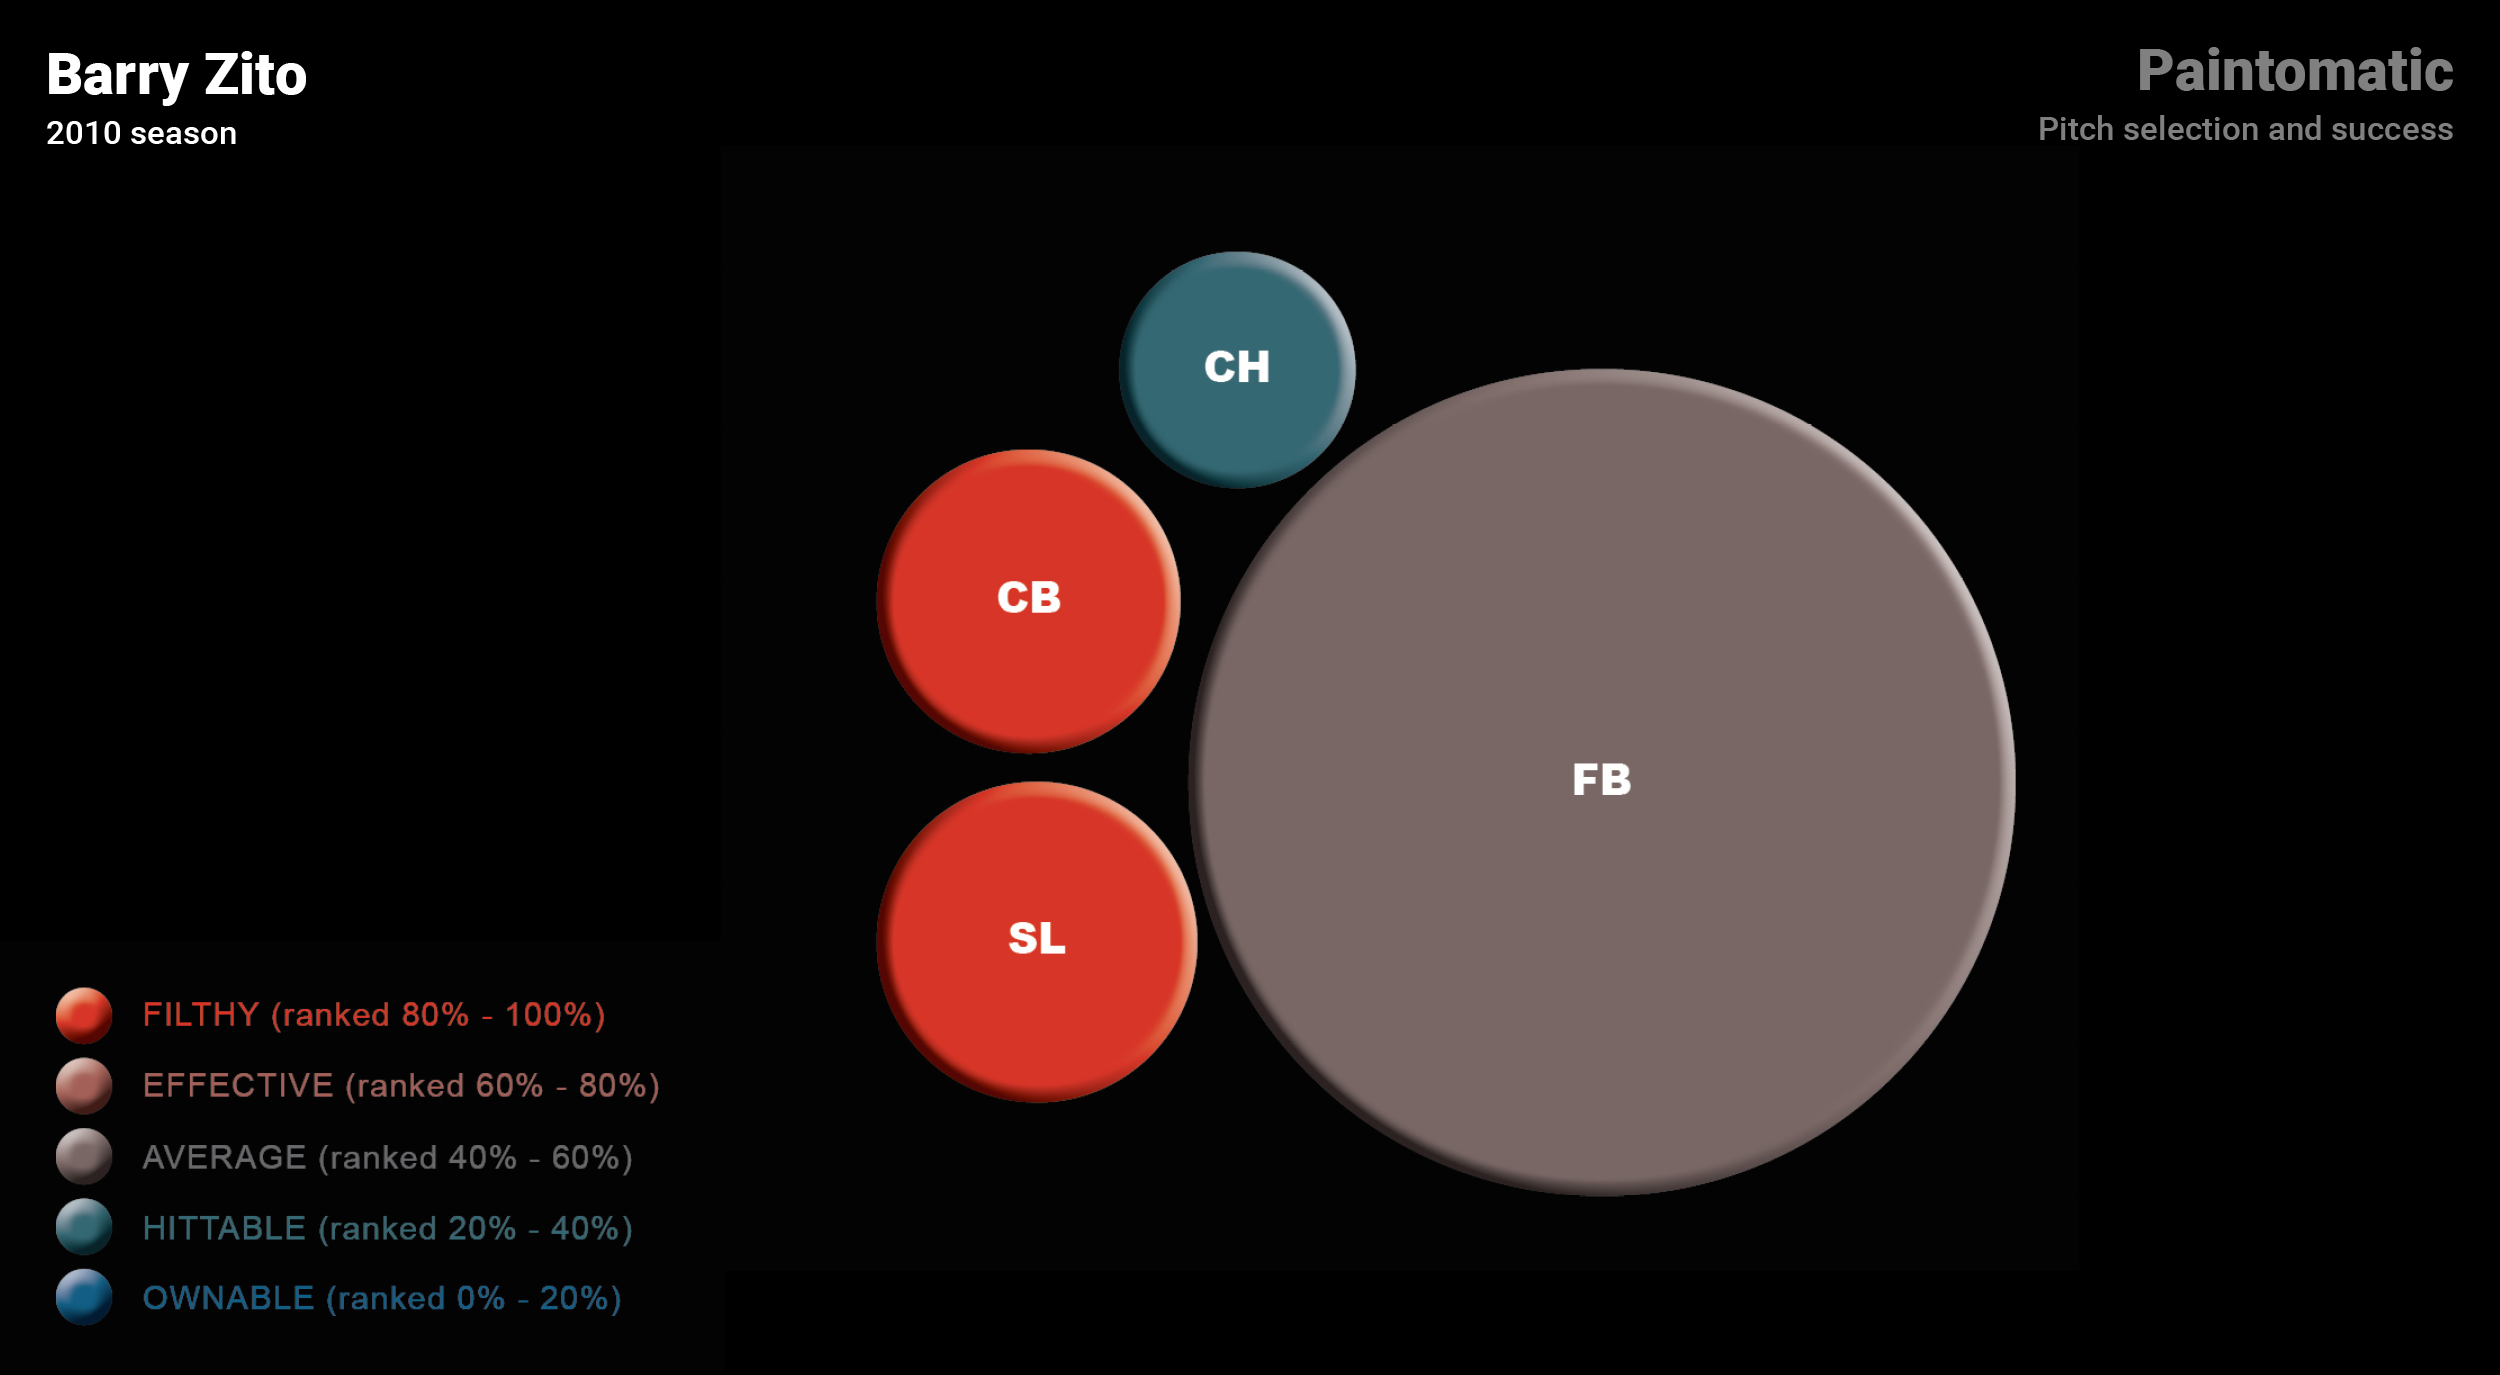 Barry Zito
2010 season
Paintomatic
Pitch selection and success
CH
CB
FB
SL
FILTHY (ranked 80% - 100%)
EFFECTIVE (ranked 60% - 80%)
AVERAGE (ranked 40% - 60%)
HITTABLE (ranked 20% - 40%)
OWNABLE (ranked 0% - 20%)